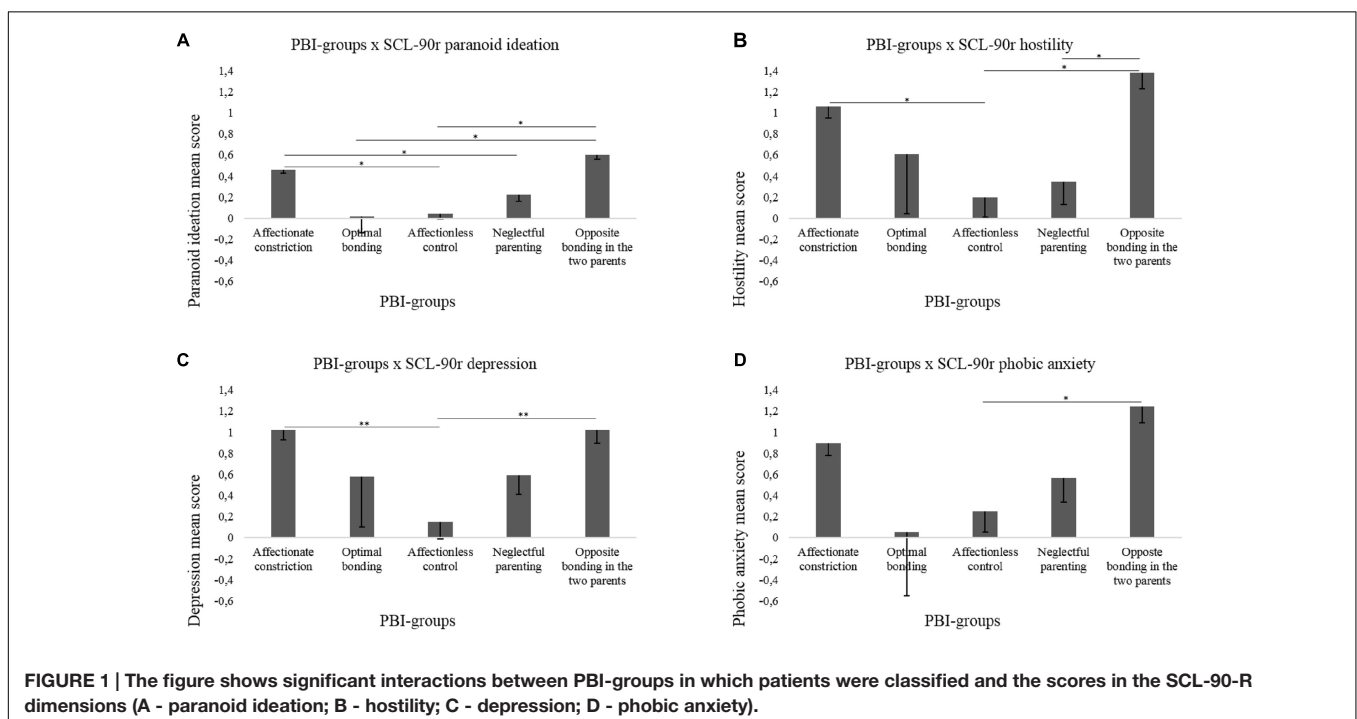 A
PBI-groups x SCL-90r paranoid ideation
Paranoid ideation mean score
1,4
1,2
1
0,8
0,6
0,4
0,2
0
-0,2
-0,4
-0,6
*
*
*
*
Affectionate constriction
Optimal bonding
Affectionless control
Neglectful parenting
Opposite bonding in the two parents
PBI-groups
B
PBI-groups x SCL-90r hostility
Hostility mean score
1,4
1,2
1
0,8
0,6
0,4
0,2
0
-0,2
-0,4
-0,6
*
*
*
Affectionate constriction
Optimal bonding
Affectionless control
Neglectful parenting
Opposite bonding in the two parents
PBI-groups
C
PBI-groups x SCL-90r depression
Depression mean score
1,4
1,2
1
0,8
0,6
0,4
0,2
0
-0,2
-0,4
-0,6
**
**
Affectionate constriction
Optimal bonding
Affectionless control
Neglectful parenting
Opposite bonding in the two parents
PBI-groups
D
PBI-groups x SCL-90r phobic anxiety
Phobic anxiety mean score
1,4
1,2
1
0,8
0,6
0,4
0,2
0
-0,2
-0,4
-0,6
*
Affectionate constriction
Optimal bonding
Affectionless control
Neglectful parenting
Opposite bonding in the two parents
PBI-groups
FIGURE 1 | The figure shows significant interactions between PBI-groups in which patients were classified and the scores in the SCL-90-R
dimensions (A - paranoid ideation; B - hostility; C - depression; D - phobic anxiety).